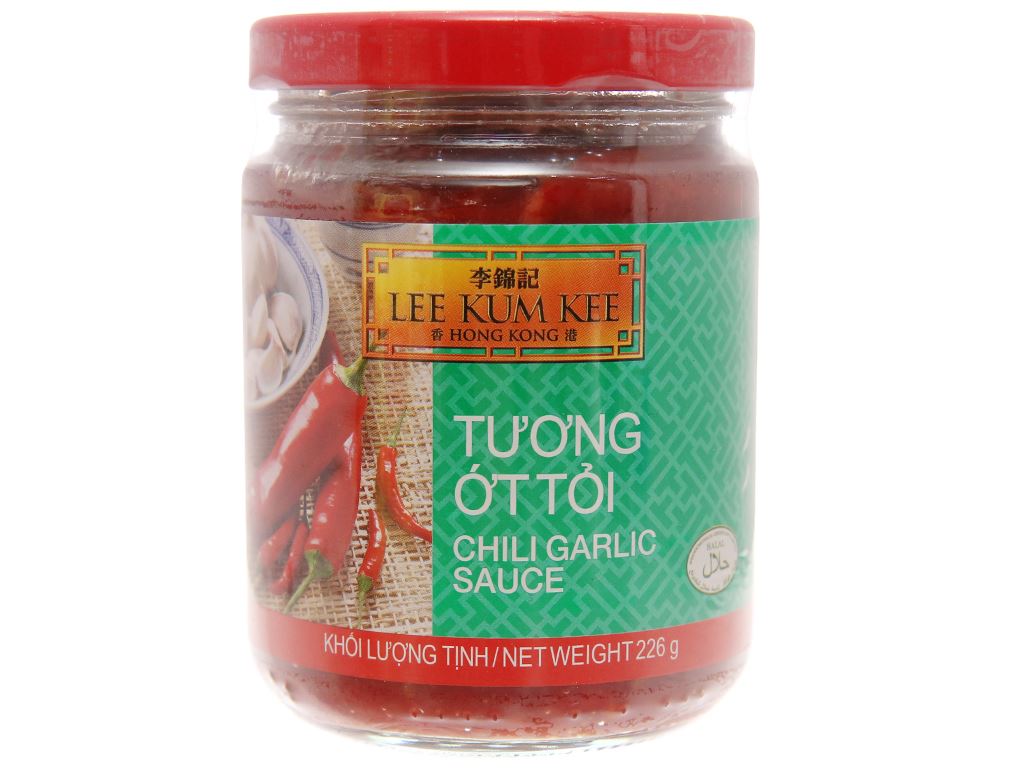 李錦記
LEE KUM KEE
香 HONG KONG 港
TƯƠNG
ỚT TỎI
CHILI GARLIC
SAUCE
HALAL
حلال
KHỐI LƯỢNG TỊNH / NET WEIGHT 226 g